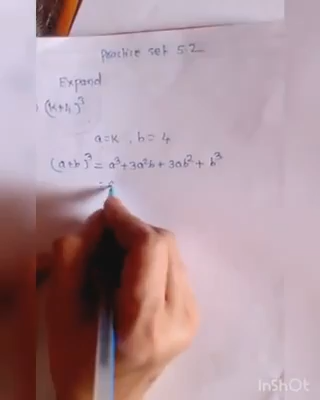 Practice set 5.2
Expand
(k+4)³
a=k, b = 4
(a+b)³ = a³+3a²b + 3ab² + b³
=
InShOt